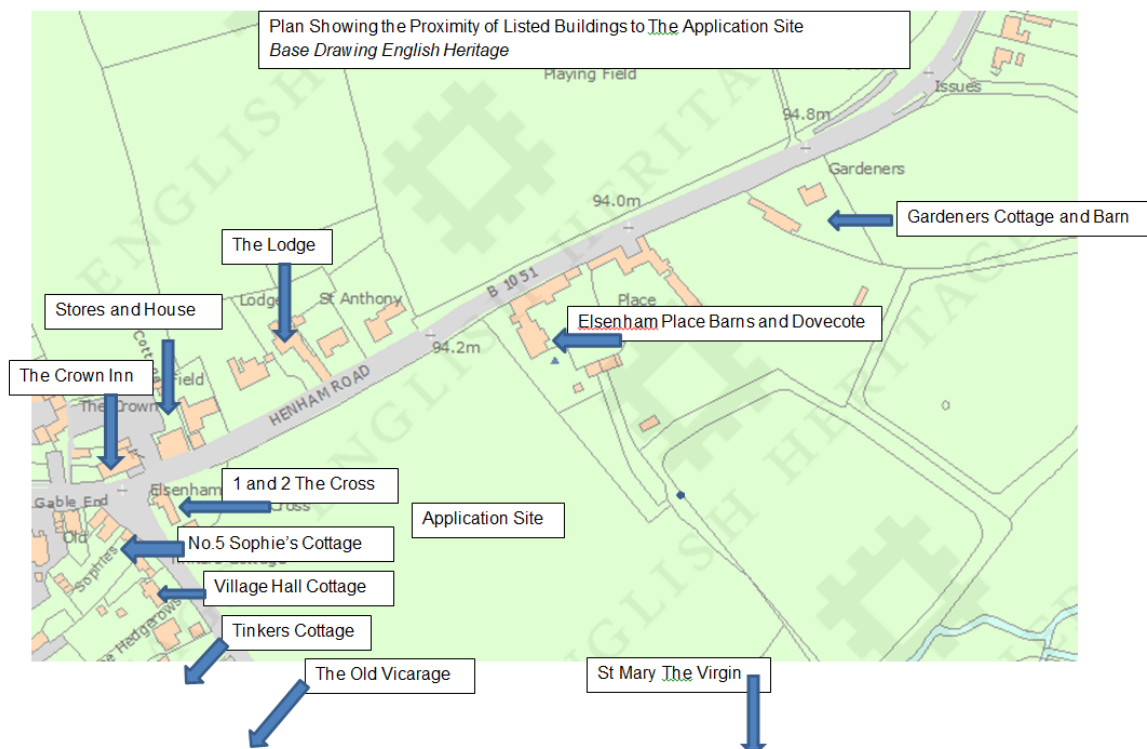 Plan Showing the Proximity of Listed Buildings to The Application Site
Base Drawing English Heritage
Playing Field
Issues
94.8m
Gardeners
94.0m
Gardeners Cottage and Barn
The Lodge
B 1051
Lodge
St Anthony
Place
Stores and House
Elsenham Place Barns and Dovecote
94.2m
Field
The Crown Inn
HENHAM ROAD
The Crown
1 and 2 The Cross
Elsenham
Cross
Gable End
Application Site
Old
No.5 Sophie's Cottage
Sophie's
Village Hall Cottage
Hedgerows
Tinkers Cottage
The Old Vicarage
St Mary The Virgin
ENGLISH HERITAGE
ENGLISH HERITAGE